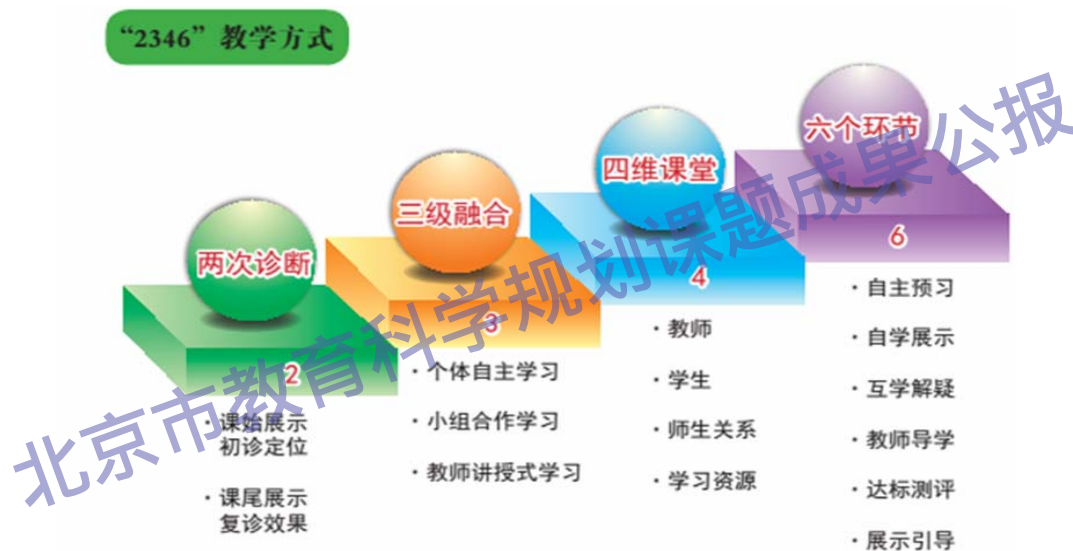 “2346”教学方式
两次诊断
2
· 课始展示
初诊定位
· 课尾展示
复诊效果
三级融合
3
· 个体自主学习
· 小组合作学习
· 教师讲授式学习
四维课堂
4
· 教师
· 学生
· 师生关系
· 学习资源
六个环节
6
· 自主预习
· 自学展示
· 互学解疑
· 教师导学
· 达标测评
· 展示引导
北京市教育科学规划课题成果公报